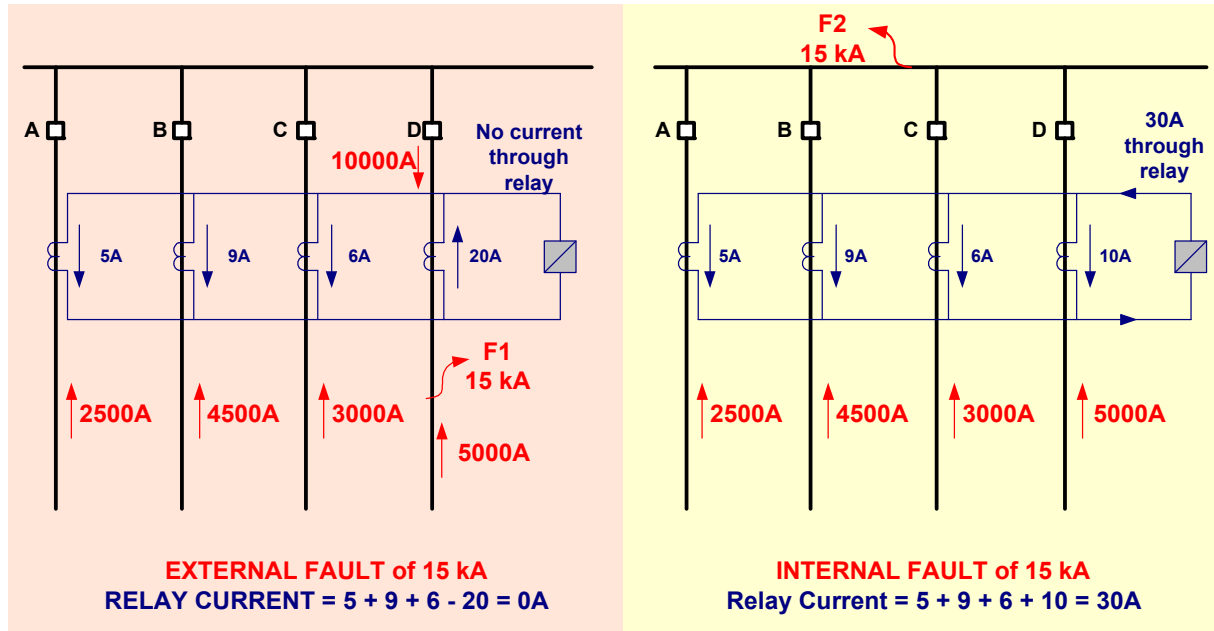 A
B
C
D
10000A
No current
through
relay
5A
9A
6A
20A
F1
15 kA
2500A
4500A
3000A
5000A
EXTERNAL FAULT of 15 kA
RELAY CURRENT = 5 + 9 + 6 - 20 = 0A
F2
15 kA
A
B
C
D
30A
through
relay
5A
9A
6A
10A
2500A
4500A
3000A
5000A
INTERNAL FAULT of 15 kA
Relay Current = 5 + 9 + 6 + 10 = 30A